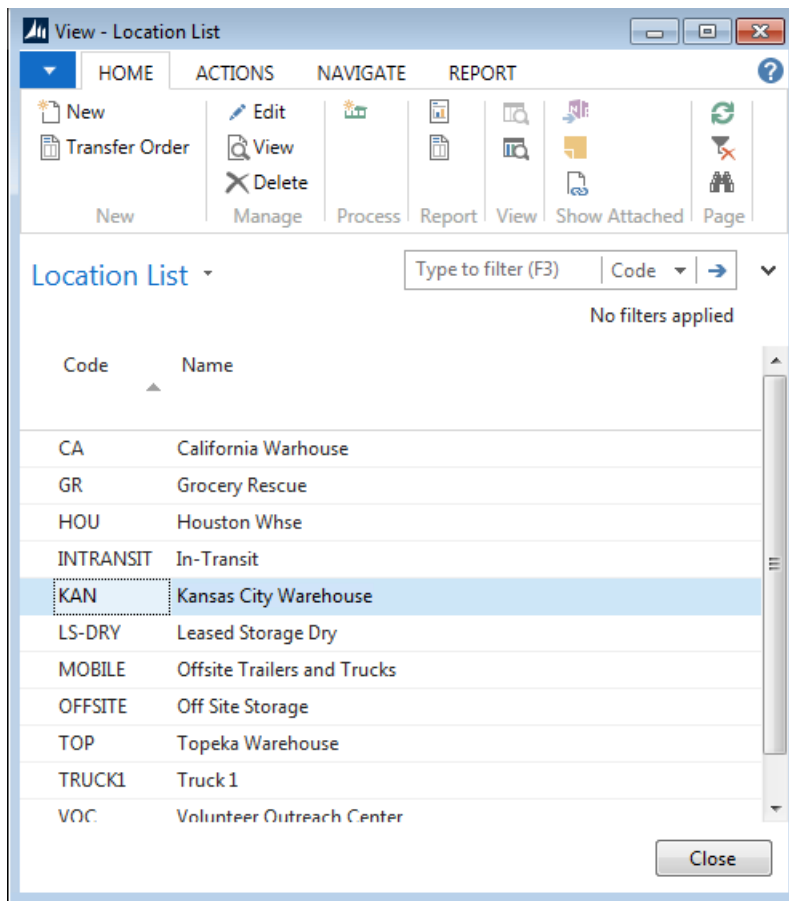 View - Location List
HOME ACTIONS NAVIGATE REPORT
New
Transfer Order
Edit
View
Delete
New Manage Process Report View Show Attached Page
Location List
Type to filter (F3) Code
No filters applied
Code Name
CA California Warhouse
GR Grocery Rescue
HOU Houston Whse
INTRANSIT In-Transit
KAN Kansas City Warehouse
LS-DRY Leased Storage Dry
MOBILE Offsite Trailers and Trucks
OFFSITE Off Site Storage
TOP Topeka Warehouse
TRUCK1 Truck 1
VOC Volunteer Outreach Center
Close